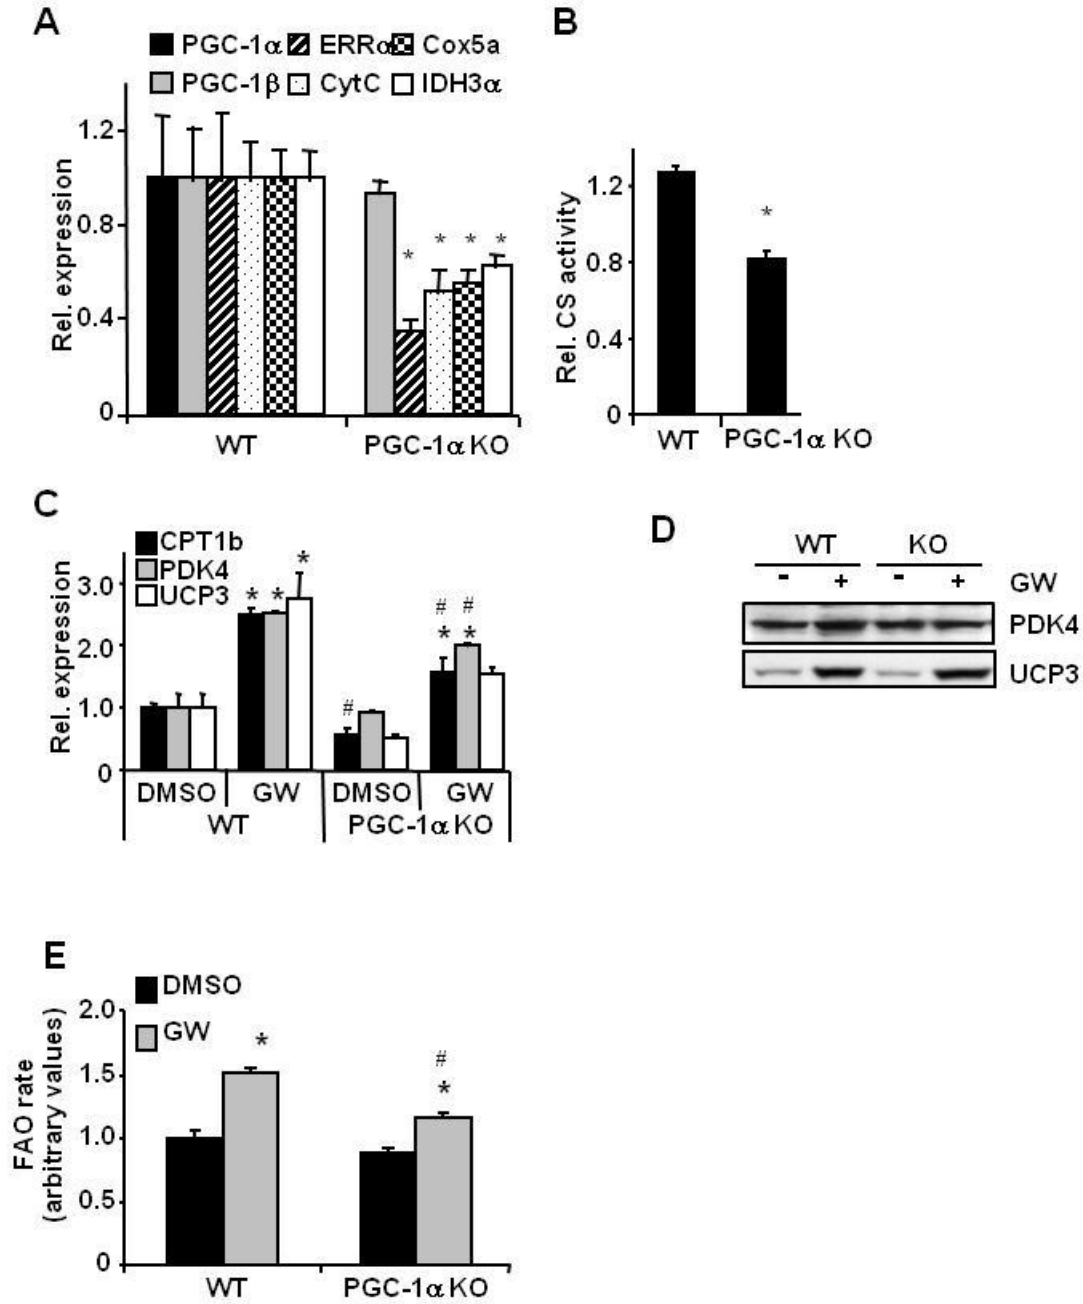 A
PGC-1α ERRα Cox5a
PGC-1β CytC IDH3α
Rel. expression
1.2
0.8
0.4
0
* * * *
WT PGC-1α KO
B
Rel. CS activity
1.2
0.8
0.4
0
*
WT PGC-1α KO
C
CPT1b
PDK4
UCP3
Rel. expression
3.0
2.0
1.0
0
* * *
#
# #
* *
DMSO GW DMSO GW
WT PGC-1α KO
D
WT KO
- + - + GW
PDK4
UCP3
E
DMSO
GW
FAO rate
(arbitrary values)
2.0
1.5
1.0
0.5
0
*
#
*
WT PGC-1α KO